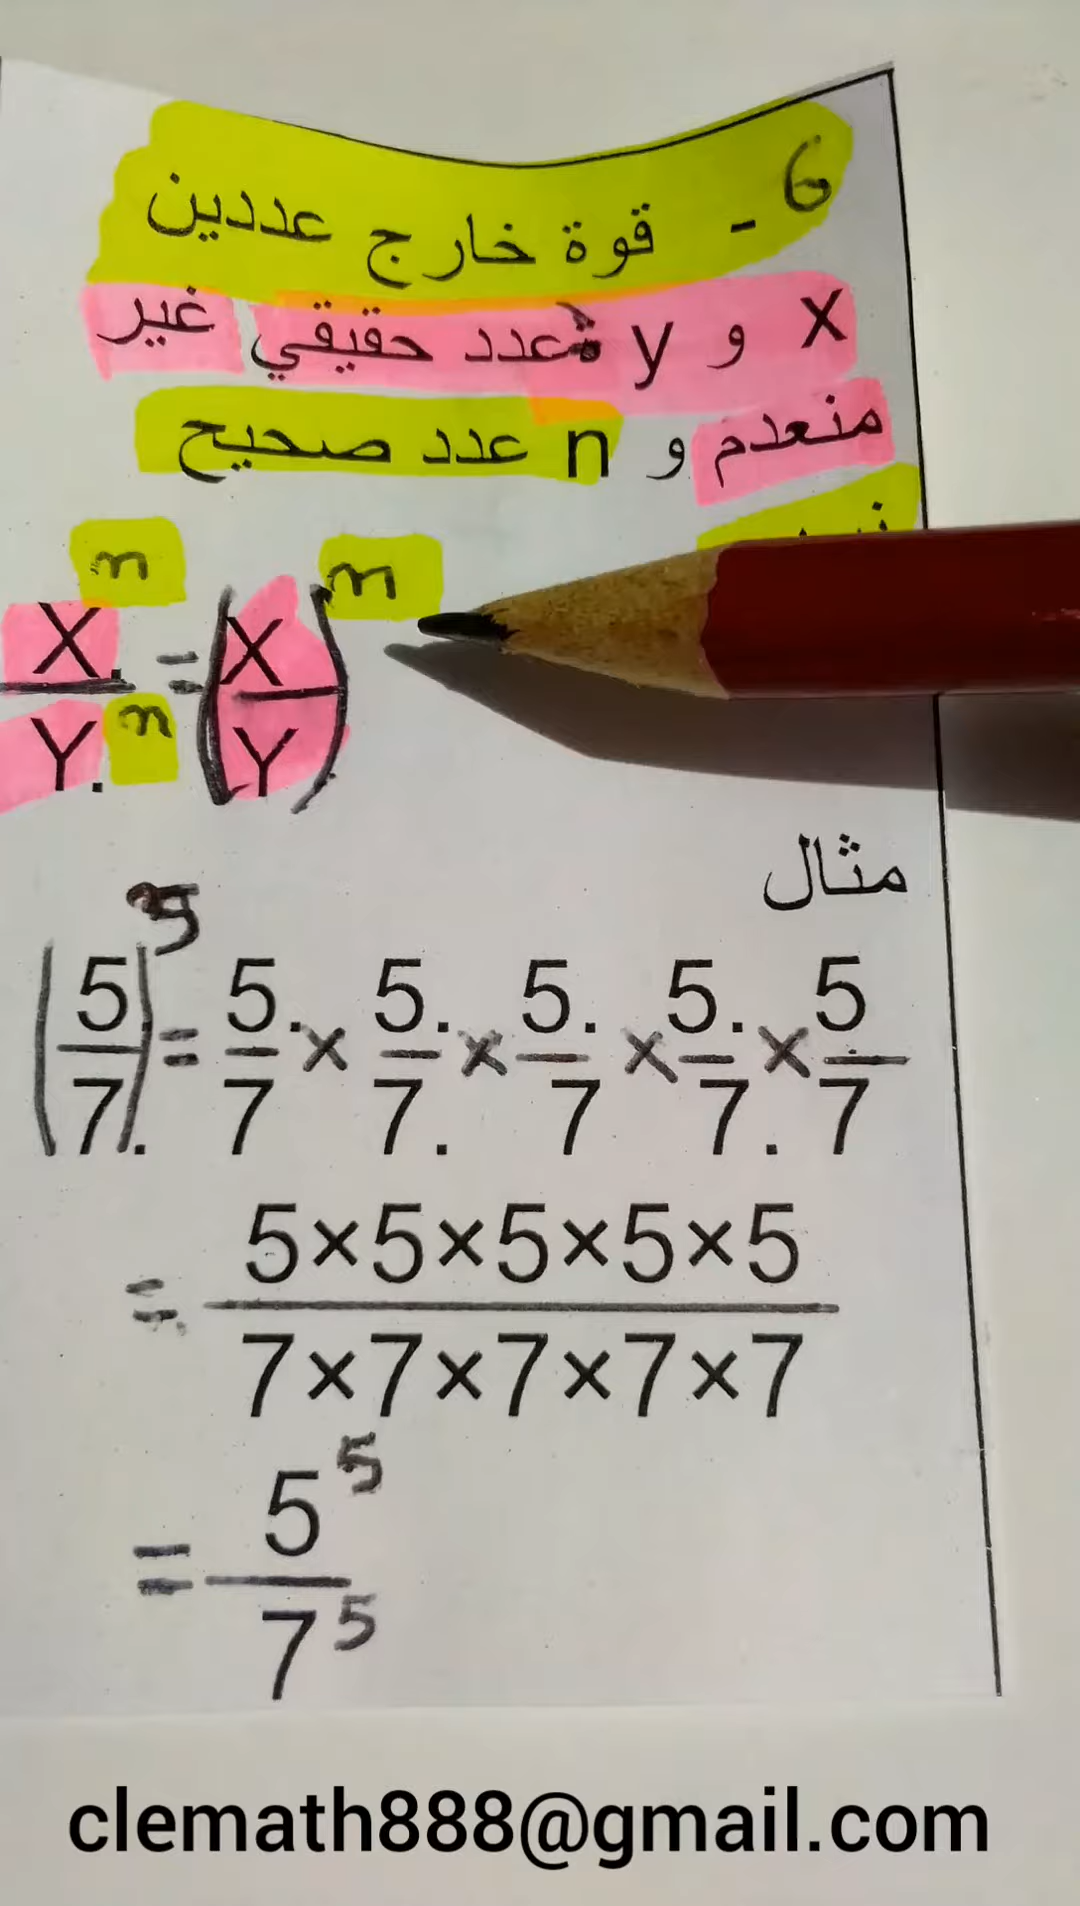 6 - قوة خارج عددين
x و y عدد حقيقي غير
منعدم و n عدد صحيح
X^n / Y^n = (X / Y)^n
مثال
(5/7)^5 = 5/7 × 5/7 × 5/7 × 5/7 × 5/7
= 5×5×5×5×5 / 7×7×7×7×7
= 5^5 / 7^5
clemath888@gmail.com